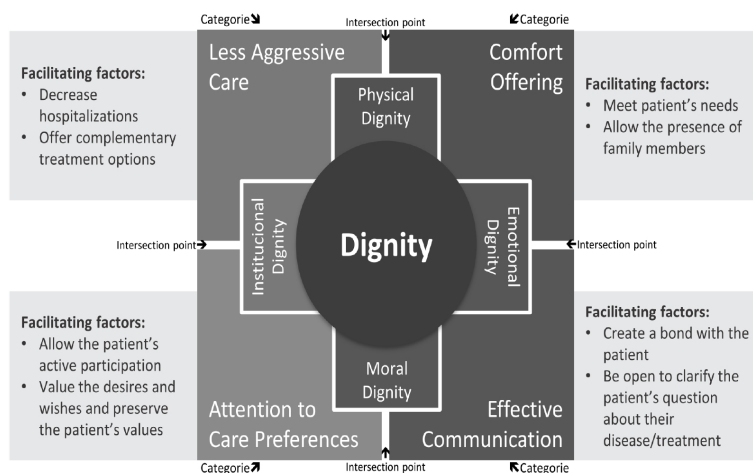 Categorie
Intersection point
Categorie
Less Aggressive
Care
Comfort
Offering
Facilitating factors:
• Decrease
hospitalizations
• Offer complementary
treatment options
Physical
Dignity
Facilitating factors:
• Meet patient's needs
• Allow the presence of
family members
Intersection point
Institucional
Dignity
Dignity
Emotional
Dignity
Intersection point
Facilitating factors:
• Allow the patient's
active participation
• Value the desires and
wishes and preserve
the patient's values
Moral
Dignity
Facilitating factors:
• Create a bond with the
patient
• Be open to clarify the
patient's question
about their
disease/treatment
Attention to
Care Preferences
Effective
Communication
Categorie
Intersection point
Categorie